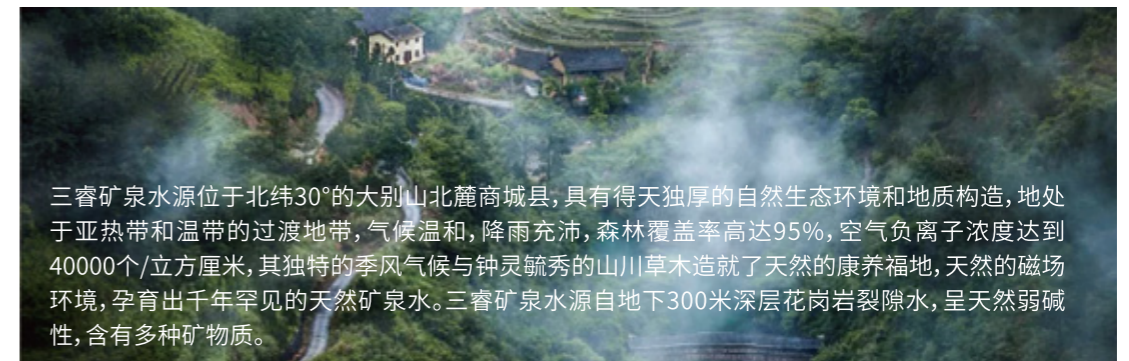 三睿矿泉水源位于北纬30°的大别山北麓商城县，具有得天独厚的自然生态环境和地质构造，地处
于亚热带和温带的过渡地带，气候温和，降雨充沛，森林覆盖率高达95%，空气负离子浓度达到
40000个/立方厘米，其独特的季风气候与钟灵毓秀的山川草木造就了天然的康养福地，天然的磁场
环境，孕育出千年罕见的天然矿泉水。三睿矿泉水源自地下300米深层花岗岩裂隙水，呈天然弱碱
性，含有多种矿物质。